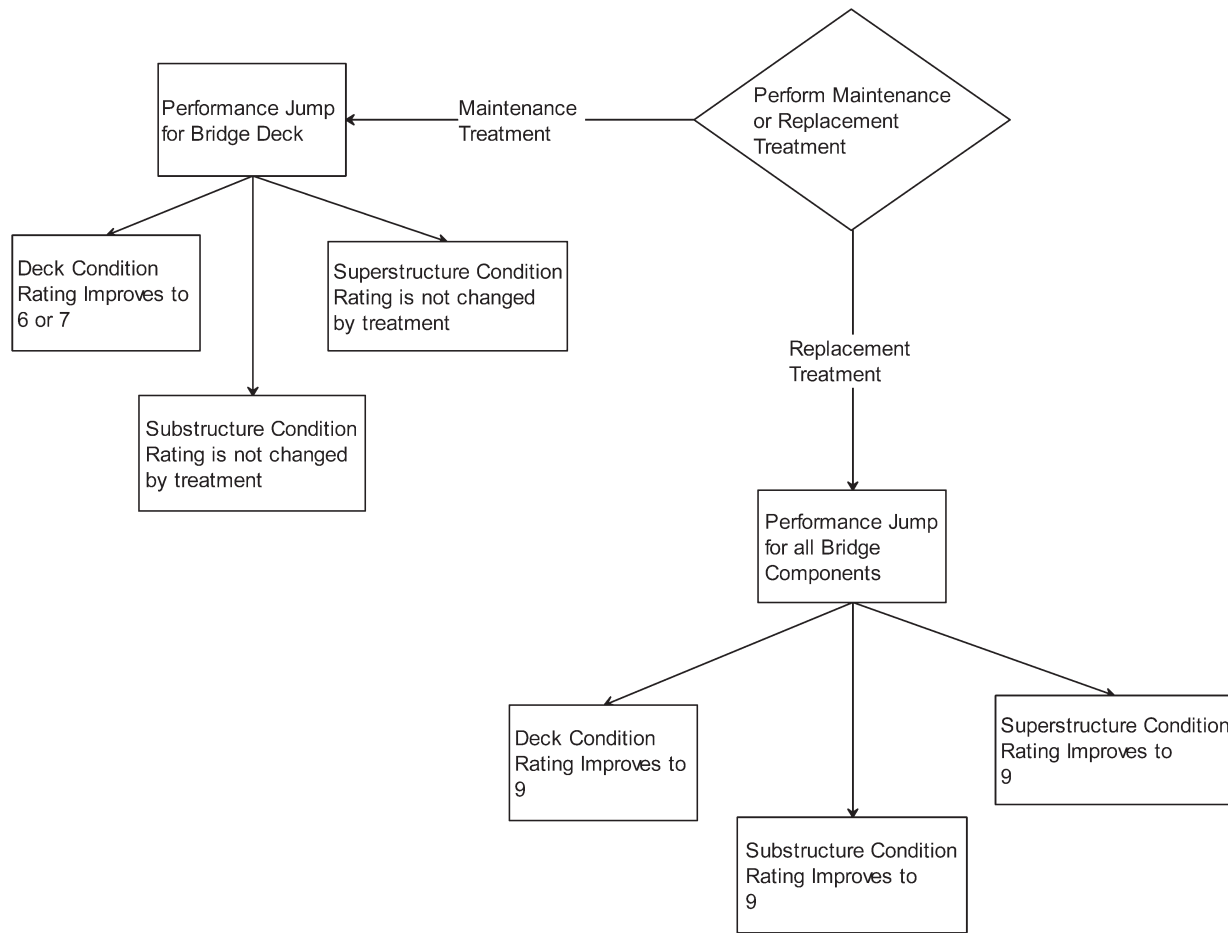 Perform Maintenance
or Replacement
Treatment
Maintenance
Treatment
Performance Jump
for Bridge Deck
Deck Condition
Rating Improves to
6 or 7
Superstructure Condition
Rating is not changed
by treatment
Substructure Condition
Rating is not changed
by treatment
Replacement
Treatment
Performance Jump
for all Bridge
Components
Deck Condition
Rating Improves to
9
Superstructure Condition
Rating Improves to
9
Substructure Condition
Rating Improves to
9